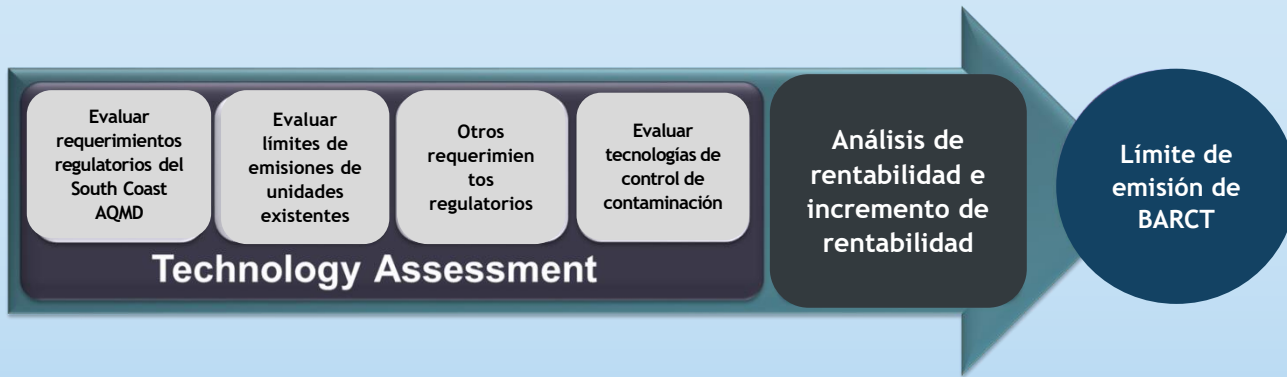 Evaluar
requerimientos
regulatorios del
South Coast
AQMD
Evaluar
límites de
emisiones de
unidades
existentes
Otros
requerimien
tos
regulatorios
Evaluar
tecnologías de
control de
contaminación
Technology Assessment
Análisis de
rentabilidad e
incremento de
rentabilidad
Límite de
emisión de
BARCT